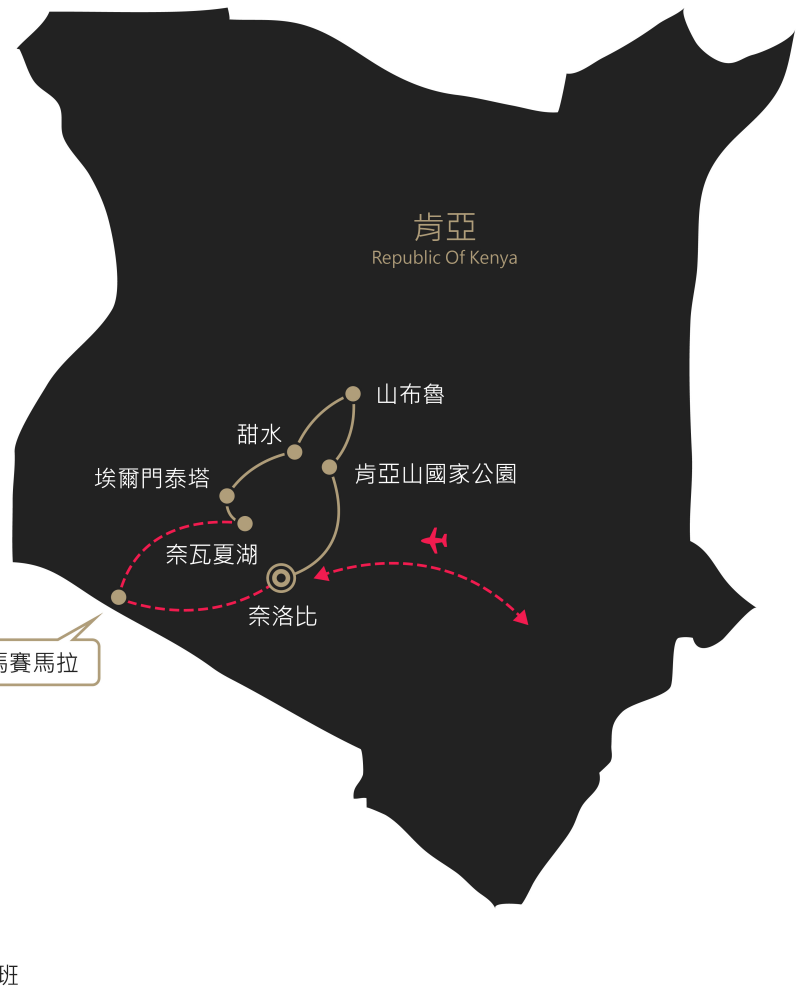 肯亞
Republic Of Kenya
山布魯
甜水
肯亞山國家公園
埃爾門泰塔
奈瓦夏湖
奈洛比
馬賽馬拉
班